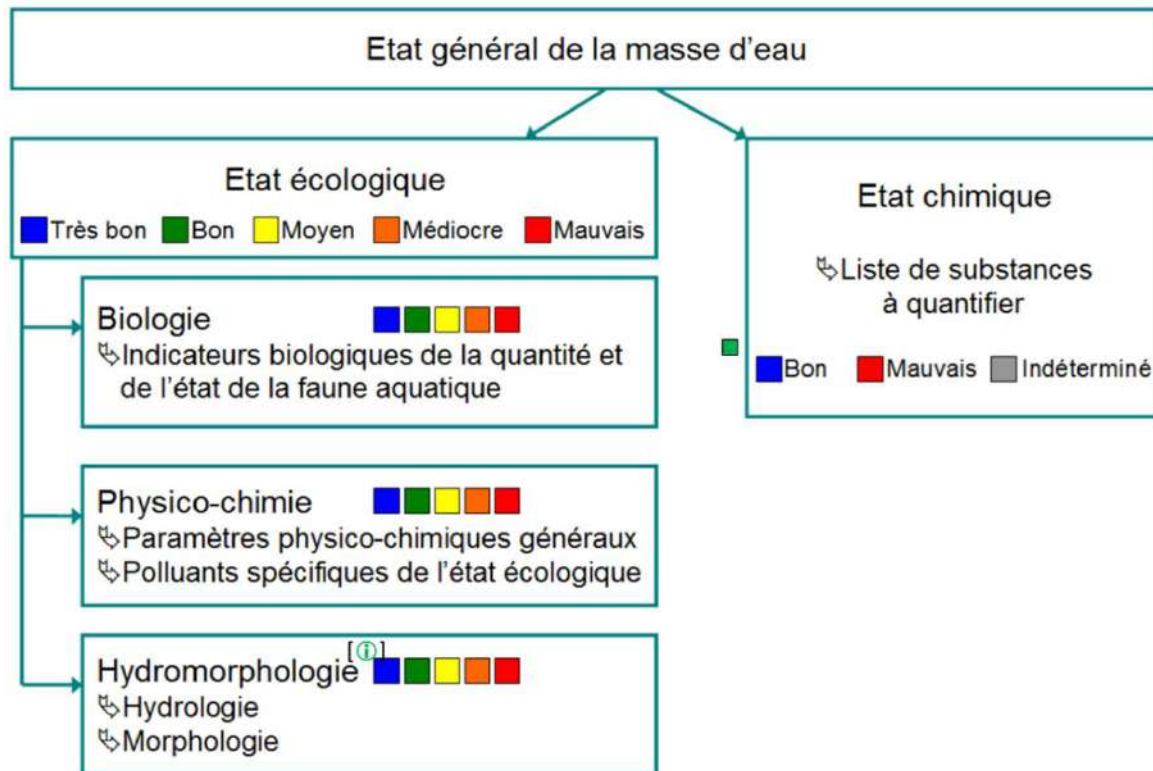 Etat général de la masse d'eau
Etat écologique
Très bon Bon Moyen Médiocre Mauvais
Biologie
Indicateurs biologiques de la quantité et
de l'état de la faune aquatique
Physico-chimie
Paramètres physico-chimiques généraux
Polluants spécifiques de l'état écologique
[i]
Hydromorphologie
Hydrologie
Morphologie
Etat chimique
Liste de substances
à quantifier
Bon Mauvais Indéterminé